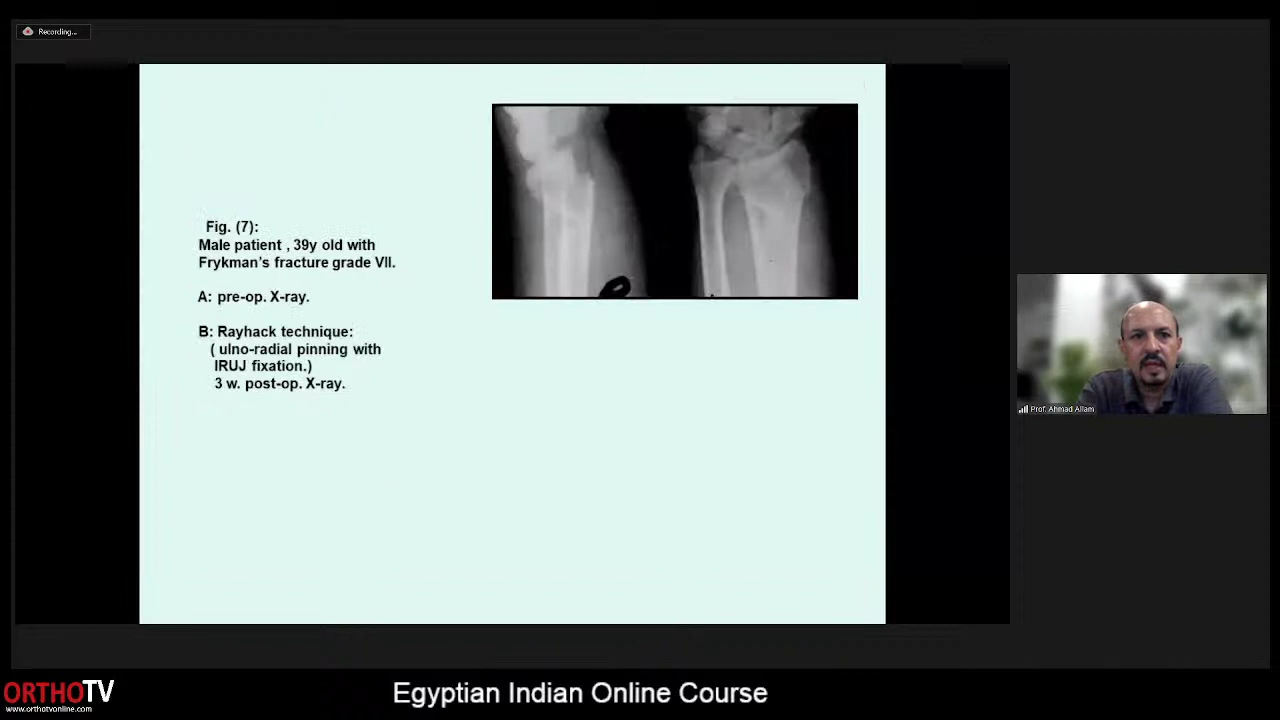 Recording...
Fig. (7):
Male patient , 39y old with
Frykman's fracture grade VII.
A: pre-op. X-ray.
B: Rayhack technique:
( ulno-radial pinning with
IRUJ fixation.)
3 w. post-op. X-ray.
Prof. Ahmad Allam
ORTHOTV
www.orthotvonline.com
Egyptian Indian Online Course